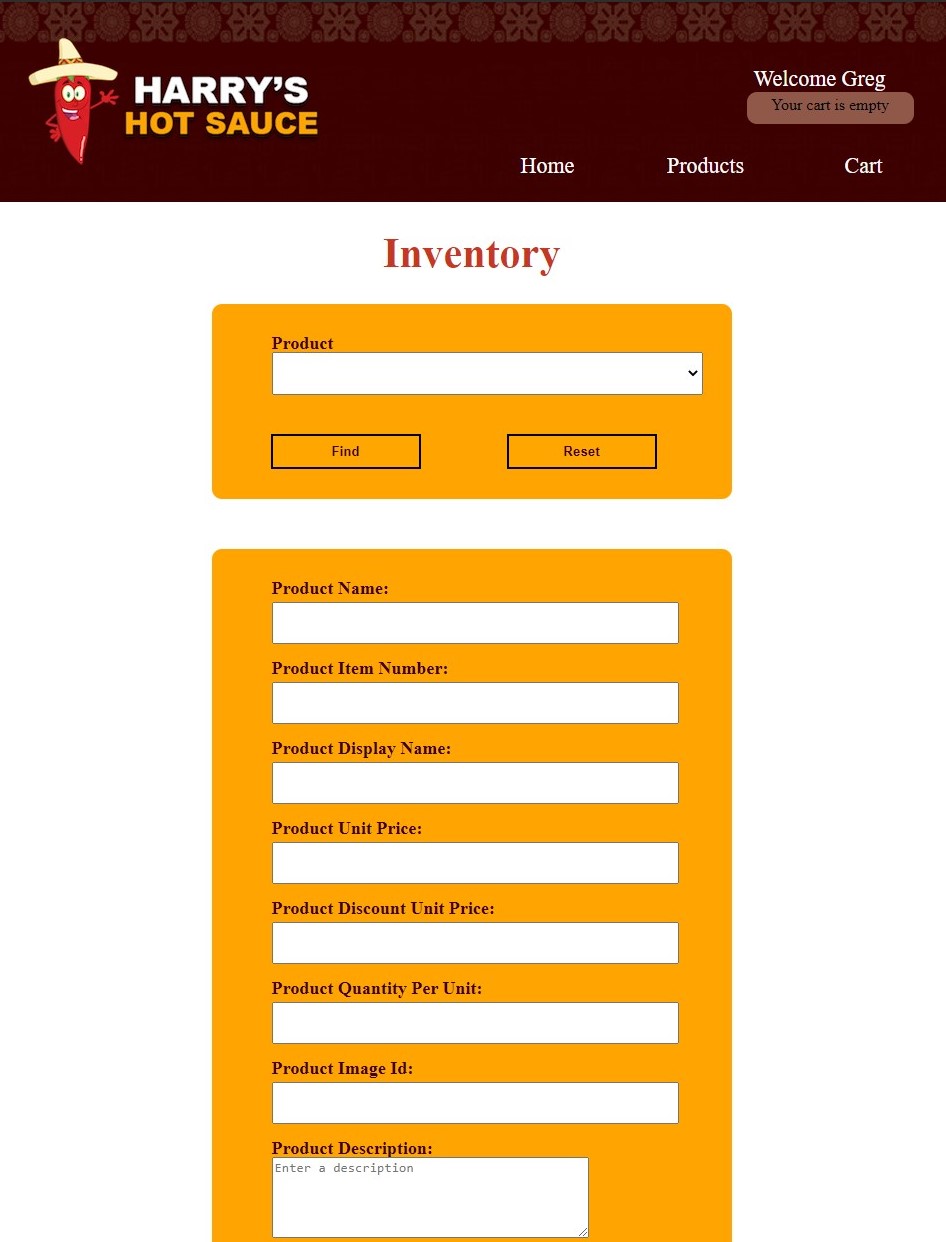 HARRY'S
HOT SAUCE
Welcome Greg
Your cart is empty
Home Products Cart
Inventory
Product
Find Reset
Product Name:
Product Item Number:
Product Display Name:
Product Unit Price:
Product Discount Unit Price:
Product Quantity Per Unit:
Product Image Id:
Product Description:
Enter a description